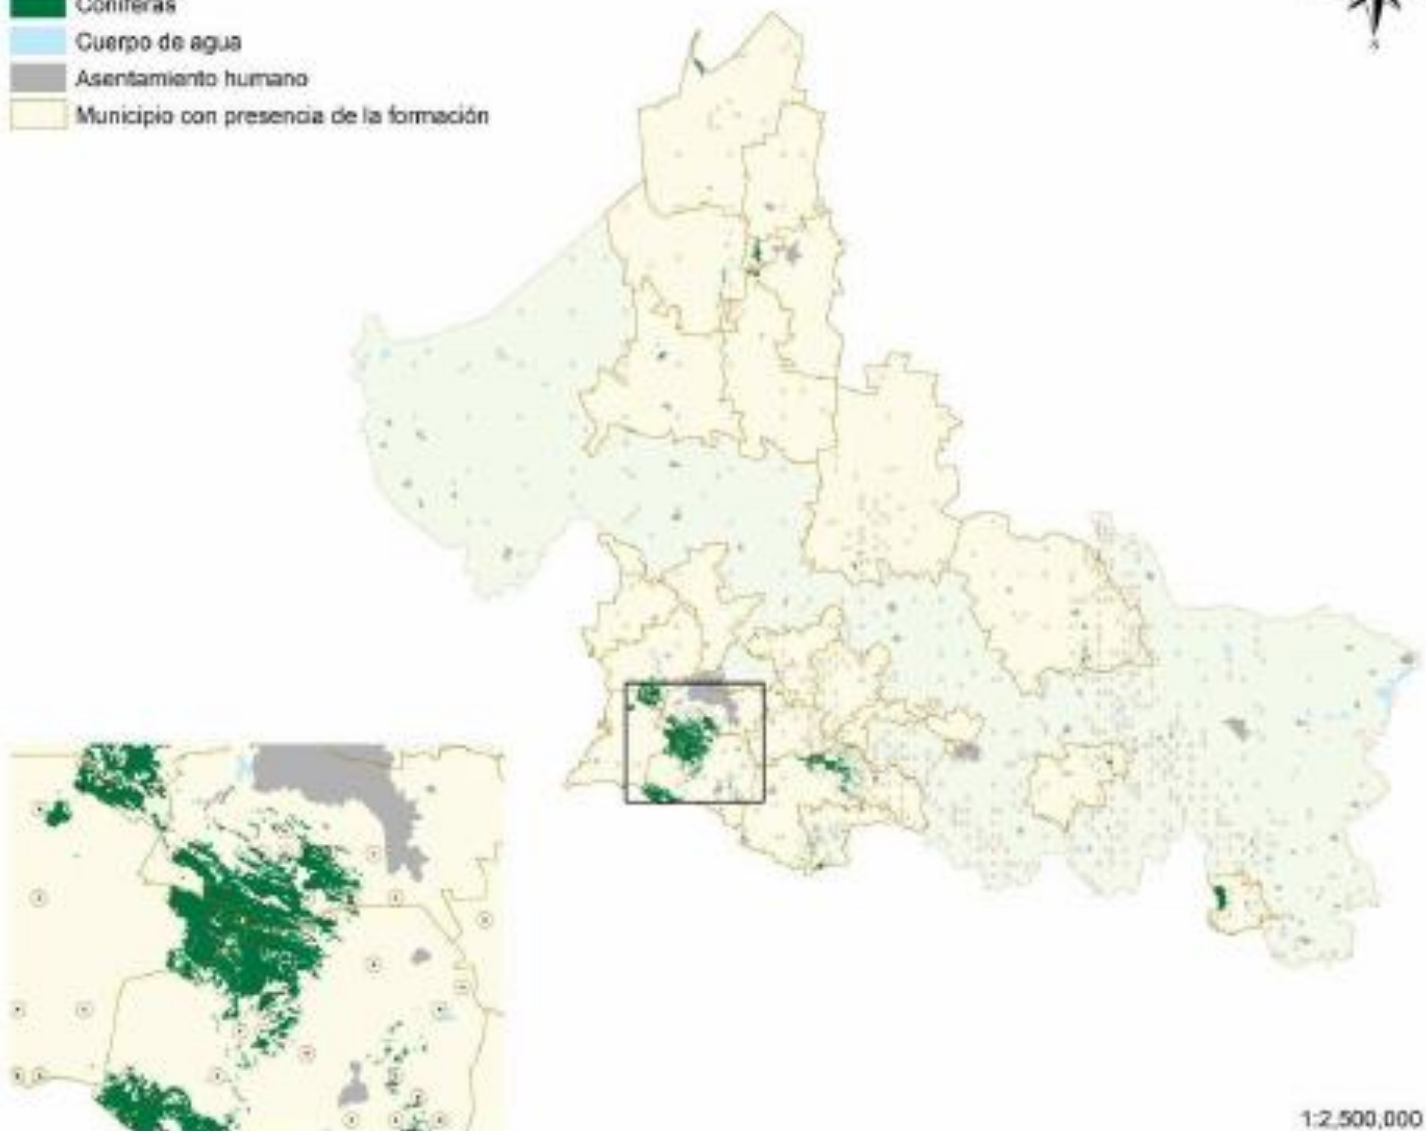 Coníferas
Cuerpo de agua
Asentamiento humano
Municipio con presencia de la formación
S
1:2,500,000